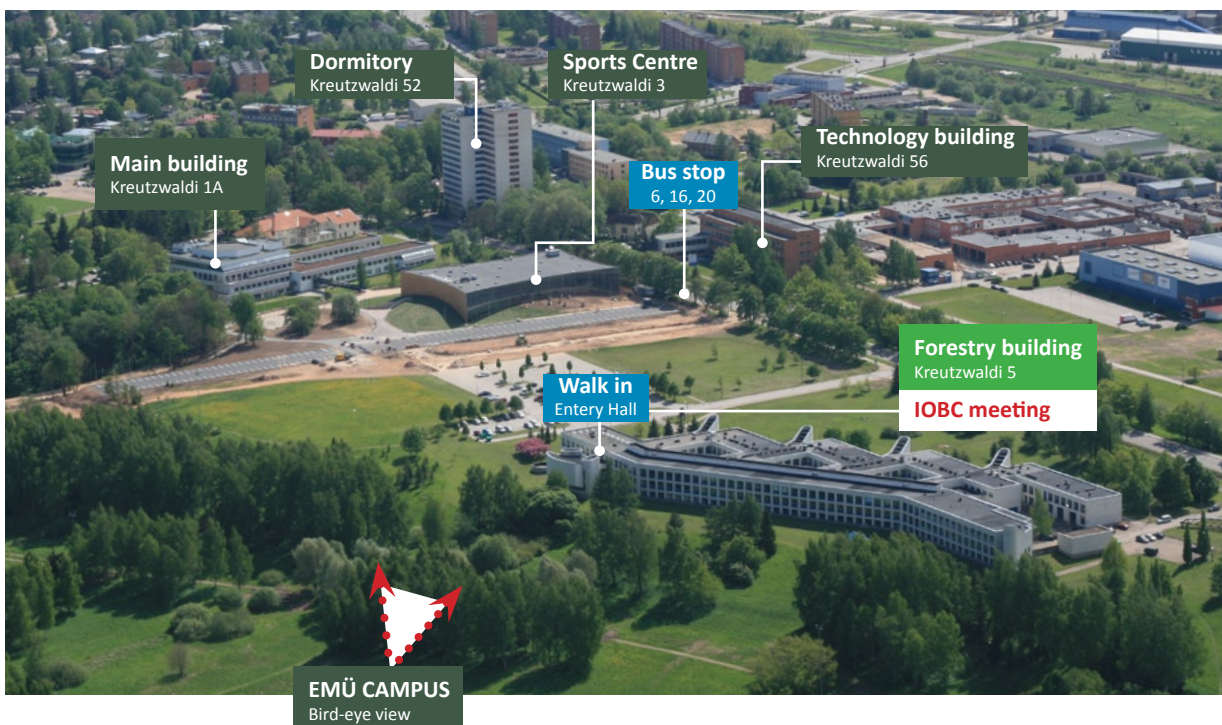 Dormitory
Kreutzwaldi 52
Sports Centre
Kreutzwaldi 3
Technology building
Kreutzwaldi 56
Main building
Kreutzwaldi 1A
Bus stop
6, 16, 20
Forestry building
Kreutzwaldi 5
IOBC meeting
Walk in
Entery Hall
EMÜ CAMPUS
Bird-eye view